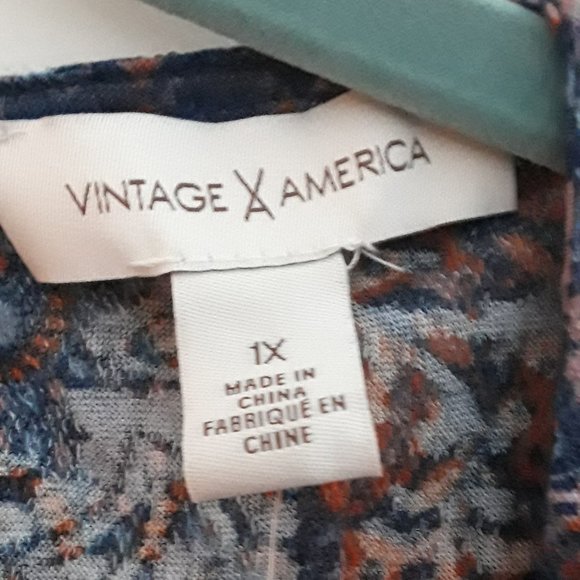 VINTAGE AMERICA
1X
MADE IN
CHINA
FABRIQUÉ EN
CHINE